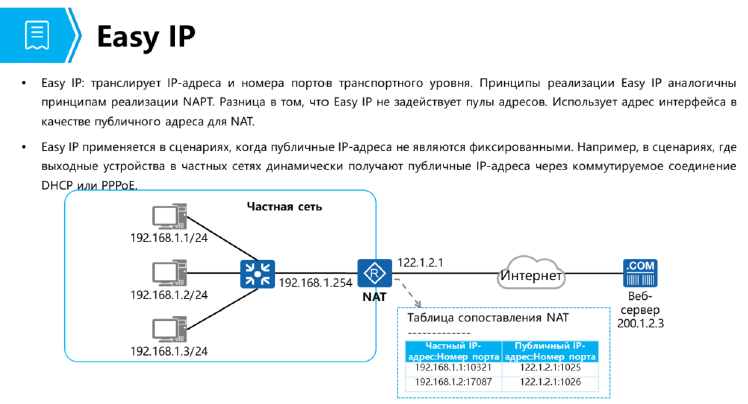 Easy IP
• Easy IP: транслирует IP-адреса и номера портов транспортного уровня. Принципы реализации Easy IP аналогичны
принципам реализации NAPT. Разница в том, что Easy IP не задействует пулы адресов. Использует адрес интерфейса в
качестве публичного адреса для NAT.
• Easy IP применяется в сценариях, когда публичные IP-адреса не являются фиксированными. Например, в сценариях, где
выходные устройства в частных сетях динамически получают публичные IP-адреса через коммутируемое соединение
DHCP или PPPoE.
Частная сеть
192.168.1.1/24
192.168.1.2/24
192.168.1.3/24
192.168.1.254
R
NAT
122.1.2.1
Интернет
.COM
Веб-
сервер
200.1.2.3
Таблица сопоставления NAT
-------------
Частный IP-
адрес:Номер порта
Публичный IP-
адрес:Номер порта
192.168.1.1:10321 122.1.2.1:1025
192.168.1.2:17087 122.1.2.1:1026